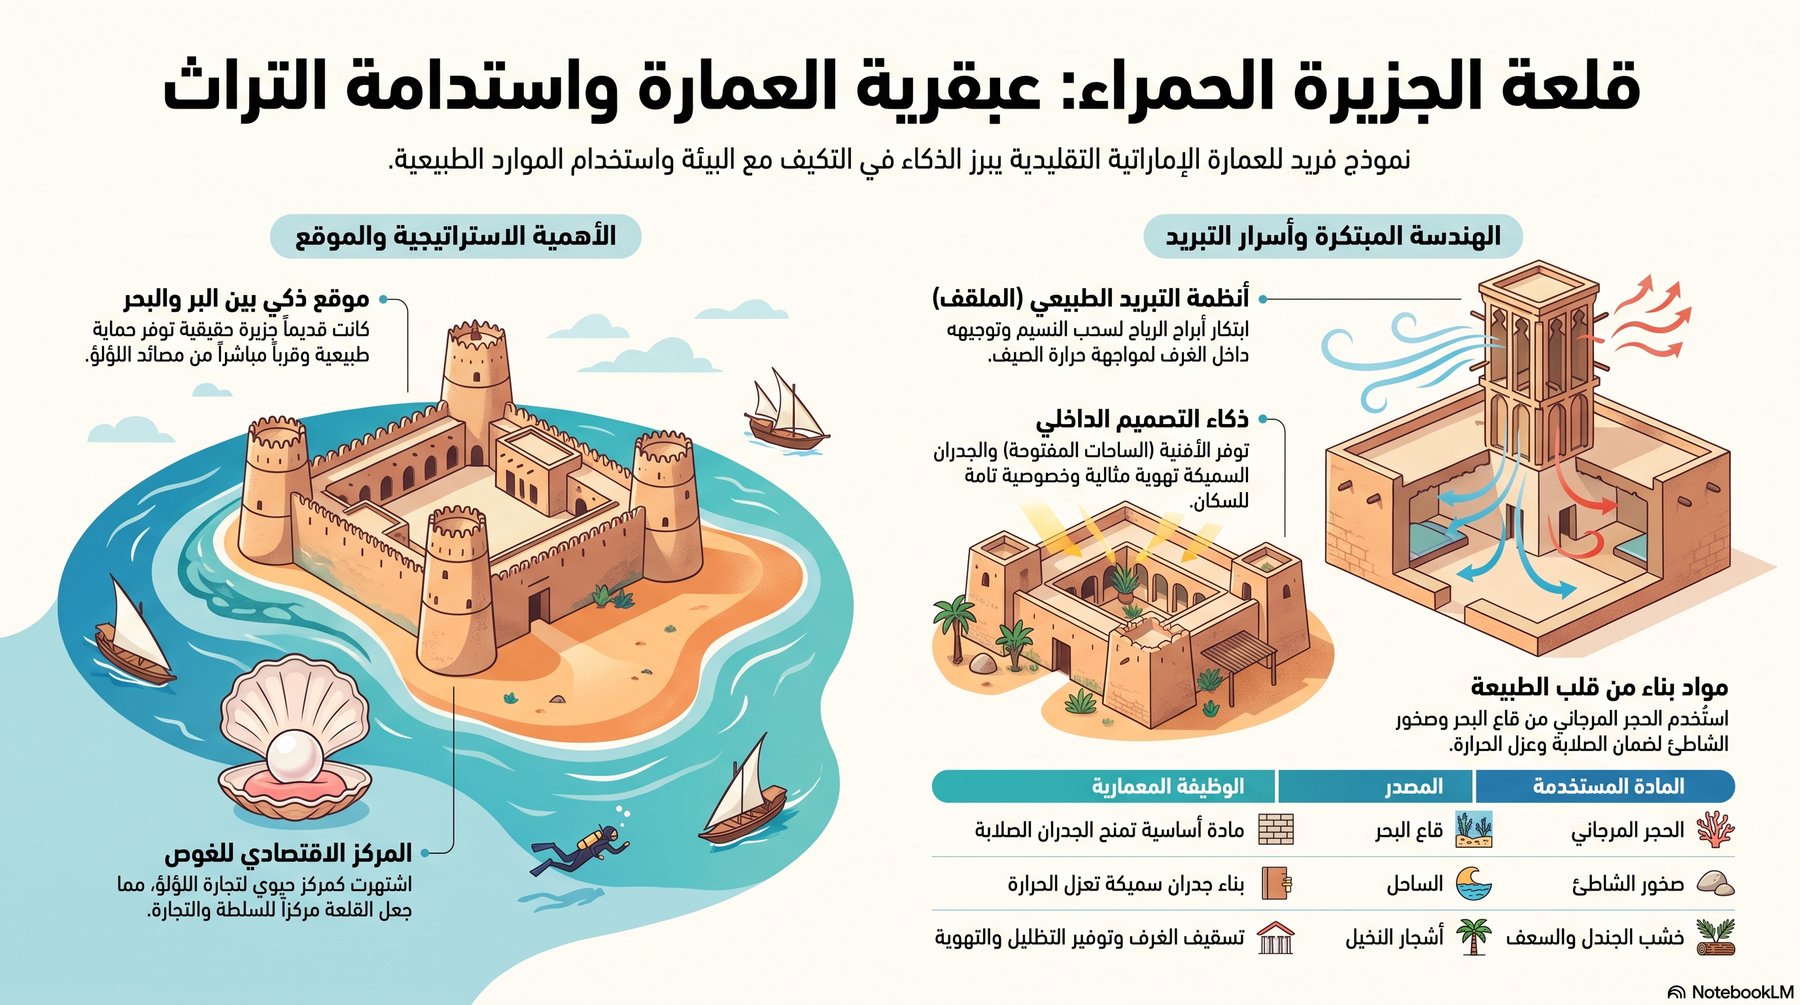 قلعة الجزيرة الحمراء: عبقرية العمارة واستدامة التراث
نموذج فريد للعمارة الإماراتية التقليدية يبرز الذكاء في التكيف مع البيئة واستخدام الموارد الطبيعية.
الهندسة المبتكرة وأسرار التبريد
أنظمة التبريد الطبيعي (الملقف)
ابتكار أبراج الرياح لسحب النسيم وتوجيهه
داخل الغرف لمواجهة حرارة الصيف.
ذكاء التصميم الداخلي
توفر الأفنية (الساحات المفتوحة) والجدران
السميكة تهوية مثالية وخصوصية تامة
للسكان.
مواد بناء من قلب الطبيعة
استُخدم الحجر المرجاني من قاع البحر وصخور
الشاطئ لضمان الصلابة وعزل الحرارة.
المادة المستخدمة المصدر الوظيفة المعمارية
الحجر المرجاني قاع البحر مادة أساسية تمنح الجدران الصلابة
صخور الشاطئ الساحل بناء جدران سميكة تعزل الحرارة
خشب الجندل والسعف أشجار النخيل تسقيف الغرف وتوفير التظليل والتهوية
الأهمية الاستراتيجية والموقع
موقع ذكي بين البر والبحر
كانت قديماً جزيرة حقيقية توفر حماية
طبيعية وقرباً مباشراً من مصائد اللؤلؤ.
المركز الاقتصادي للغوص
اشتهرت كمركز حيوي لتجارة اللؤلؤ، مما
جعل القلعة مركزاً للسلطة والتجارة.
NotebookLM